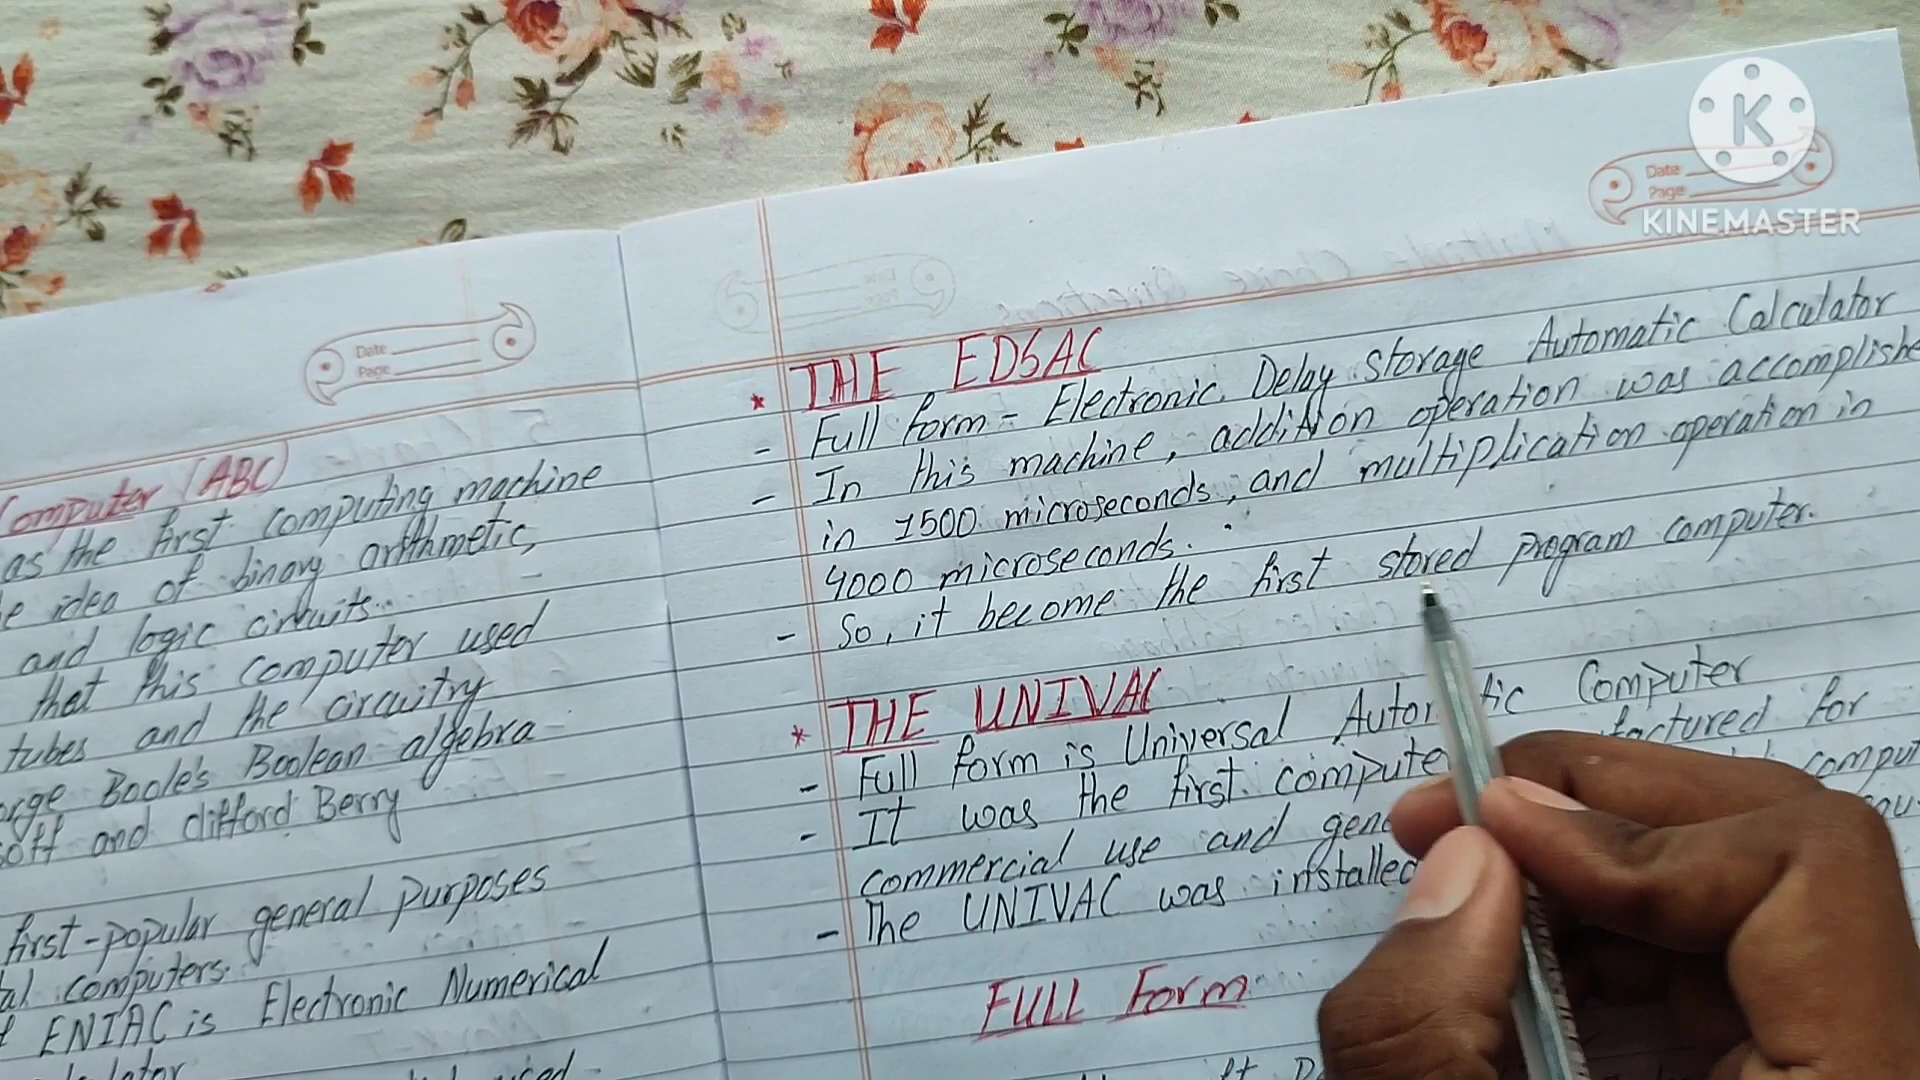 K
KINEMASTER
Date
Page
Date
Page
Computer (ABC)
as the first computing machine
idea of binary arithmetic,
and logic circuits.
that this computer used
tubes and the circuitry
Boole's Boolean algebra
and clifford Berry
first-popular general purposes
computers.
ENIAC is Electronic Numerical
* THE EDSAC
- Full form - Electronic Delay Storage Automatic Calculator
- In this machine, addition operation was accomplishe
in 1500 microseconds, and multiplication operation in
4000 microseconds.
- So, it become the first stored program computer.
* THE UNIVAC
- Full form is Universal Computer
- It was the first compute for
commercial use and
- The UNIVAC was installed
FULL Form